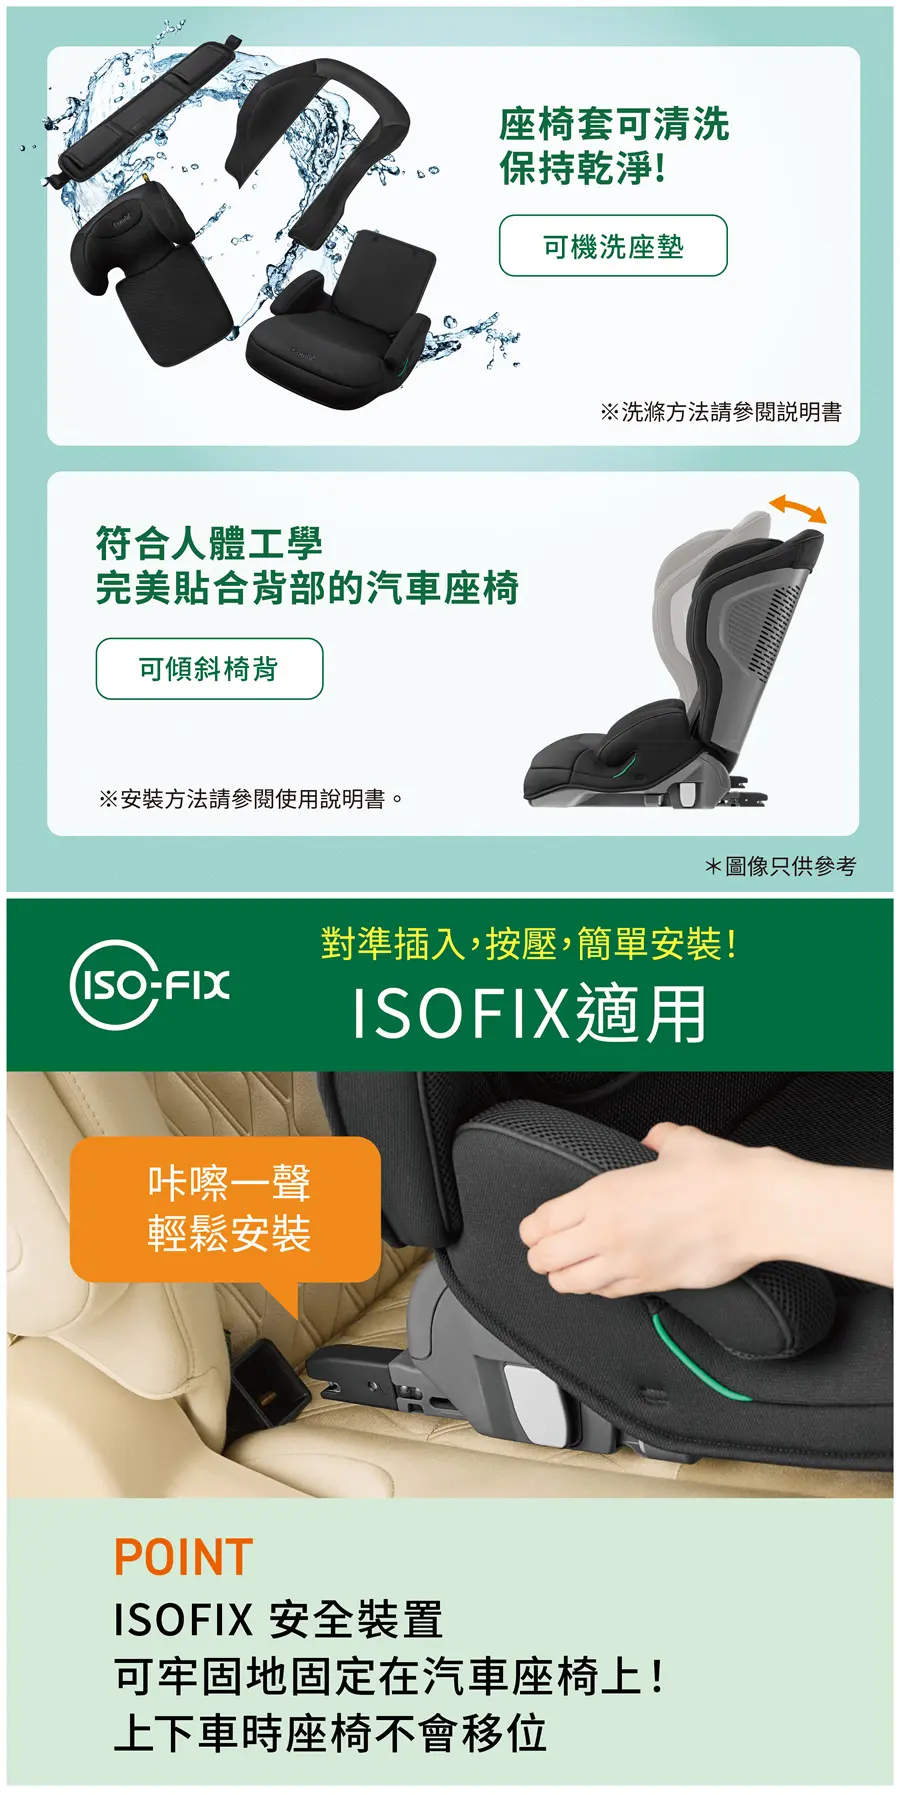 座椅套可清洗
保持乾淨!
可機洗座墊
※洗滌方法請參閱説明書
符合人體工學
完美貼合背部的汽車座椅
可傾斜椅背
※安裝方法請參閱使用說明書。
＊圖像只供參考
ISO-FIX
對準插入,按壓,簡單安裝!
ISOFIX適用
咔嚓一聲
輕鬆安裝
POINT
ISOFIX 安全裝置
可牢固地固定在汽車座椅上!
上下車時座椅不會移位